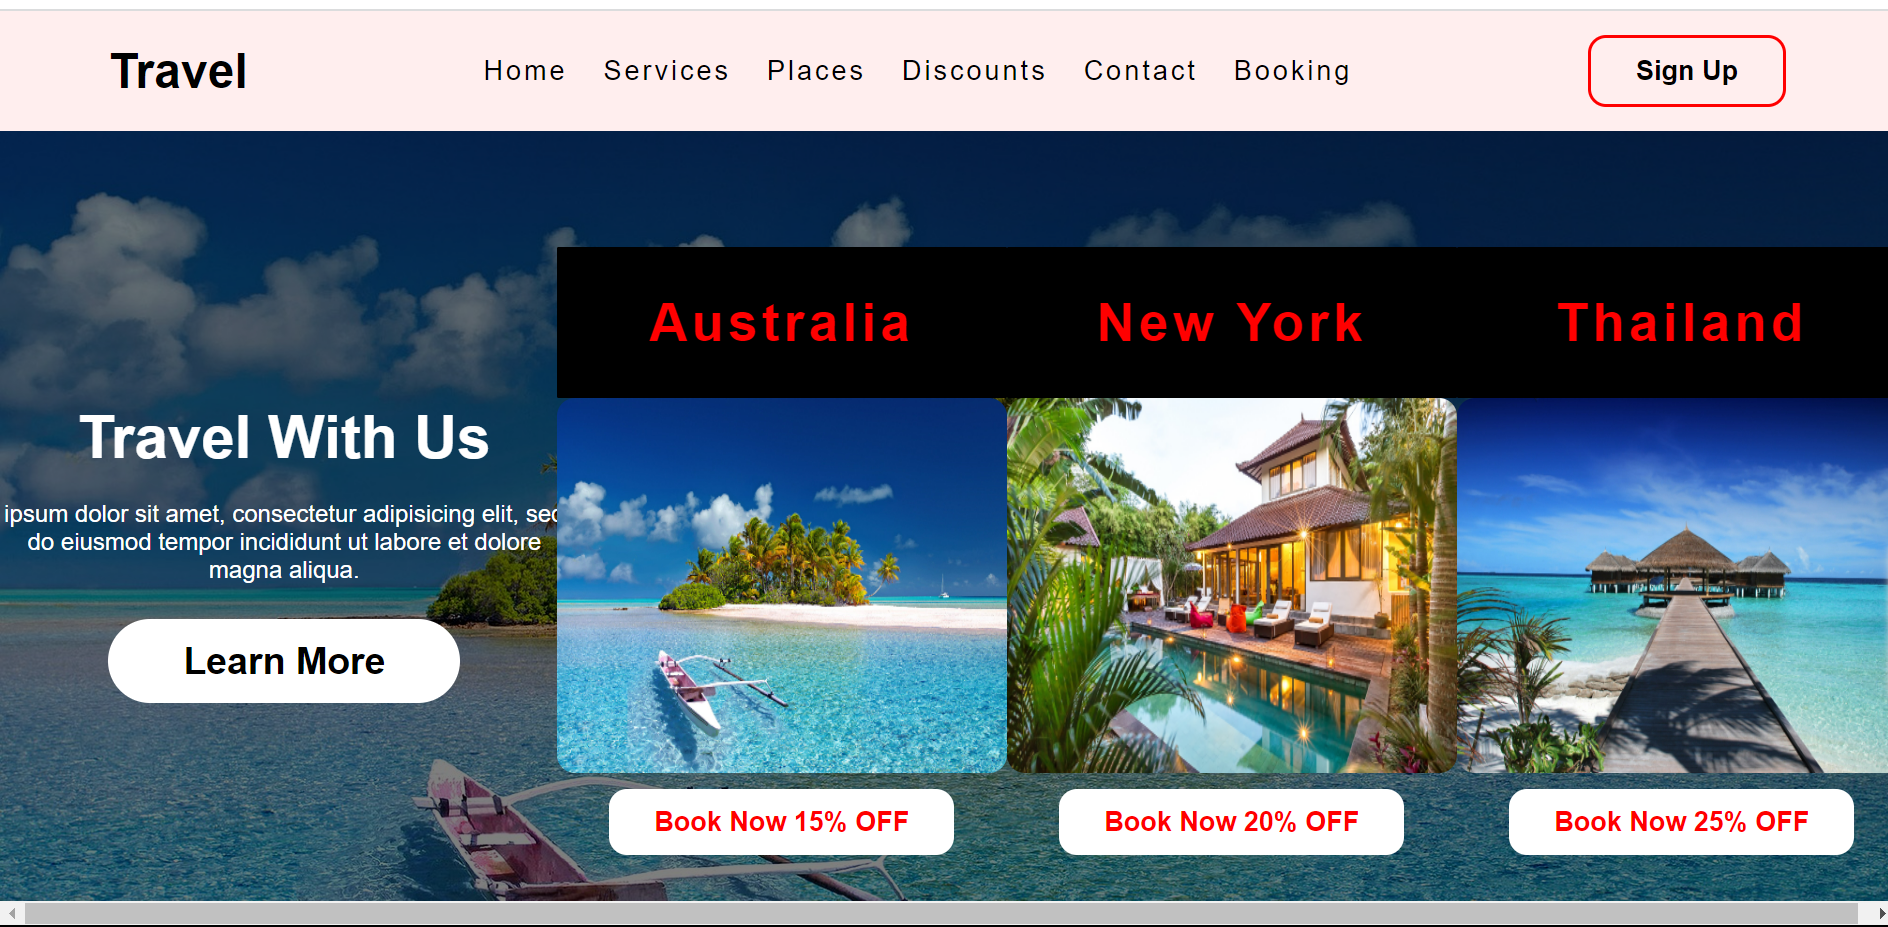 Travel
Home Services Places Discounts Contact Booking
Sign Up
Travel With Us
ipsum dolor sit amet, consectetur adipisicing elit,
do eiusmod tempor incididunt ut labore et dolore
magna aliqua.
Learn More
Australia
New York
Thailand
Book Now 15% OFF
Book Now 20% OFF
Book Now 25% OFF